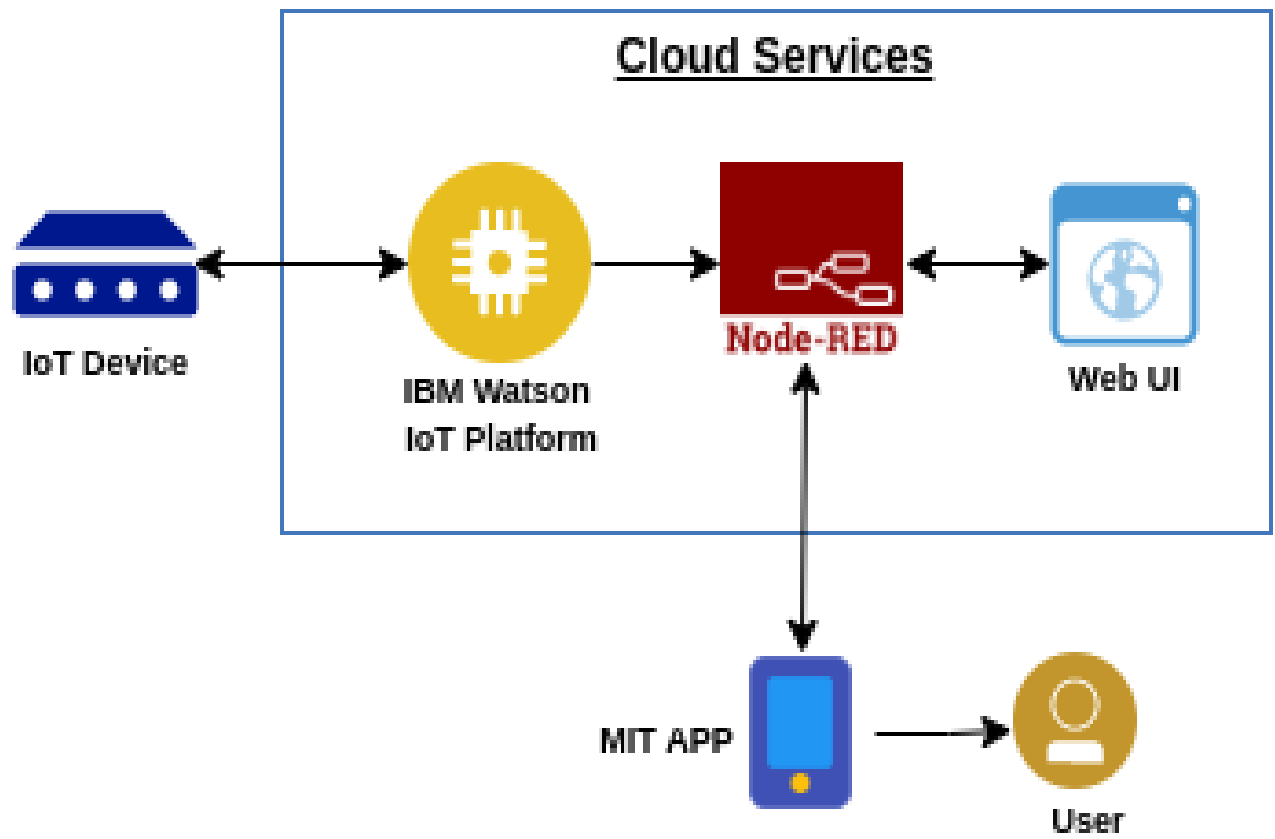 Cloud Services
IoT Device
IBM Watson
IoT Platform
Node-RED
Web UI
MIT APP
User